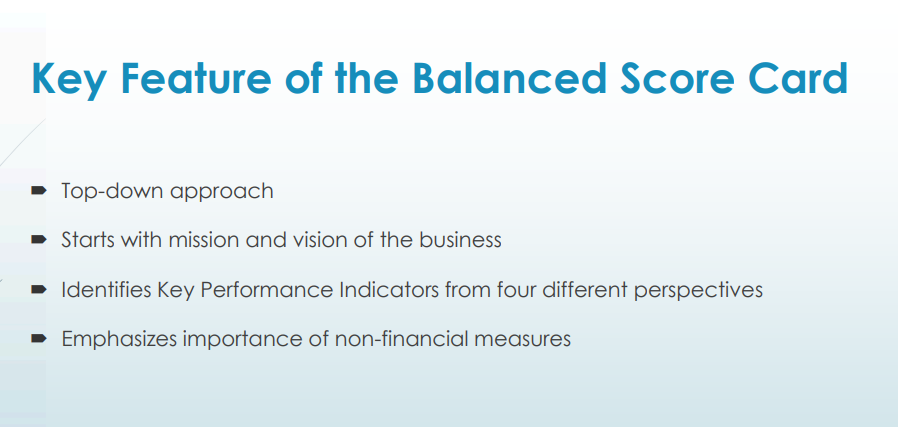 Key Feature of the Balanced Score Card
Top-down approach
Starts with mission and vision of the business
Identifies Key Performance Indicators from four different perspectives
Emphasizes importance of non-financial measures